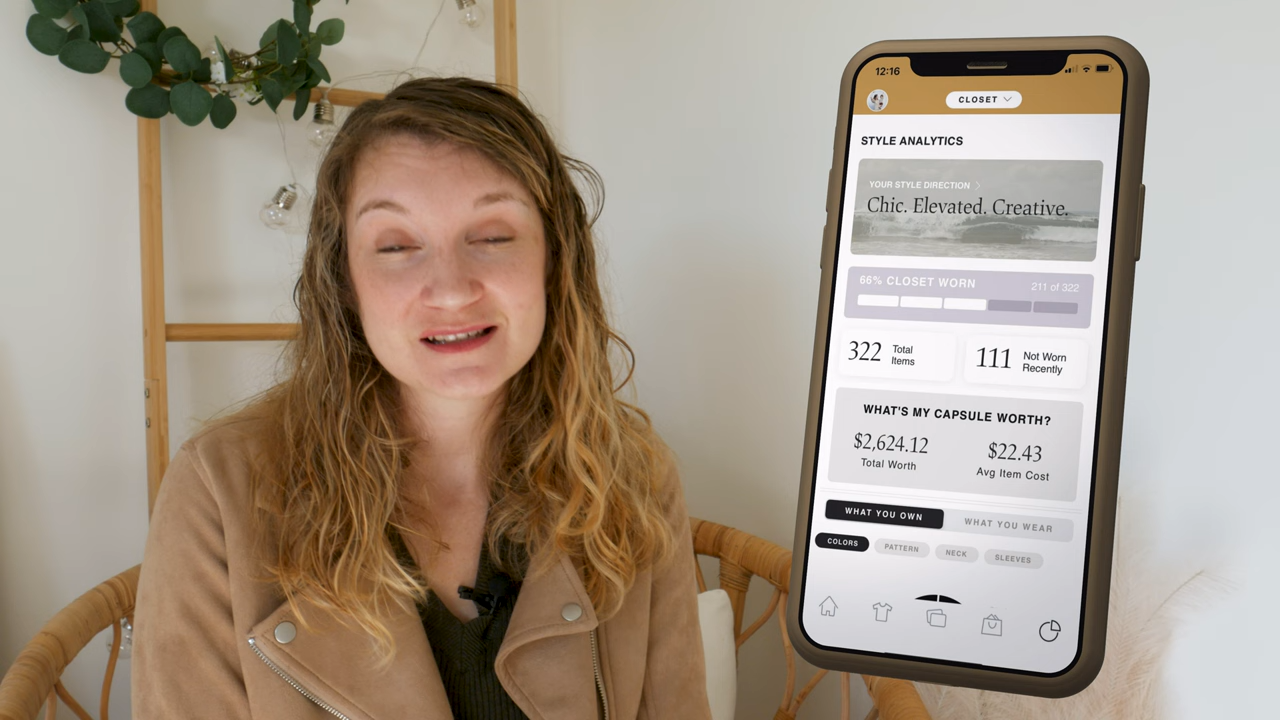 12:16
CLOSET
STYLE ANALYTICS
YOUR STYLE DIRECTION
Chic. Elevated. Creative.
66% CLOSET WORN
211 of 322
322 Total Items
111 Not Worn Recently
WHAT'S MY CAPSULE WORTH?
$2,624.12
$22.43
Total Worth
Avg Item Cost
WHAT YOU OWN
WHAT YOU WEAR
COLORS
PATTERN
NECK
SLEEVES